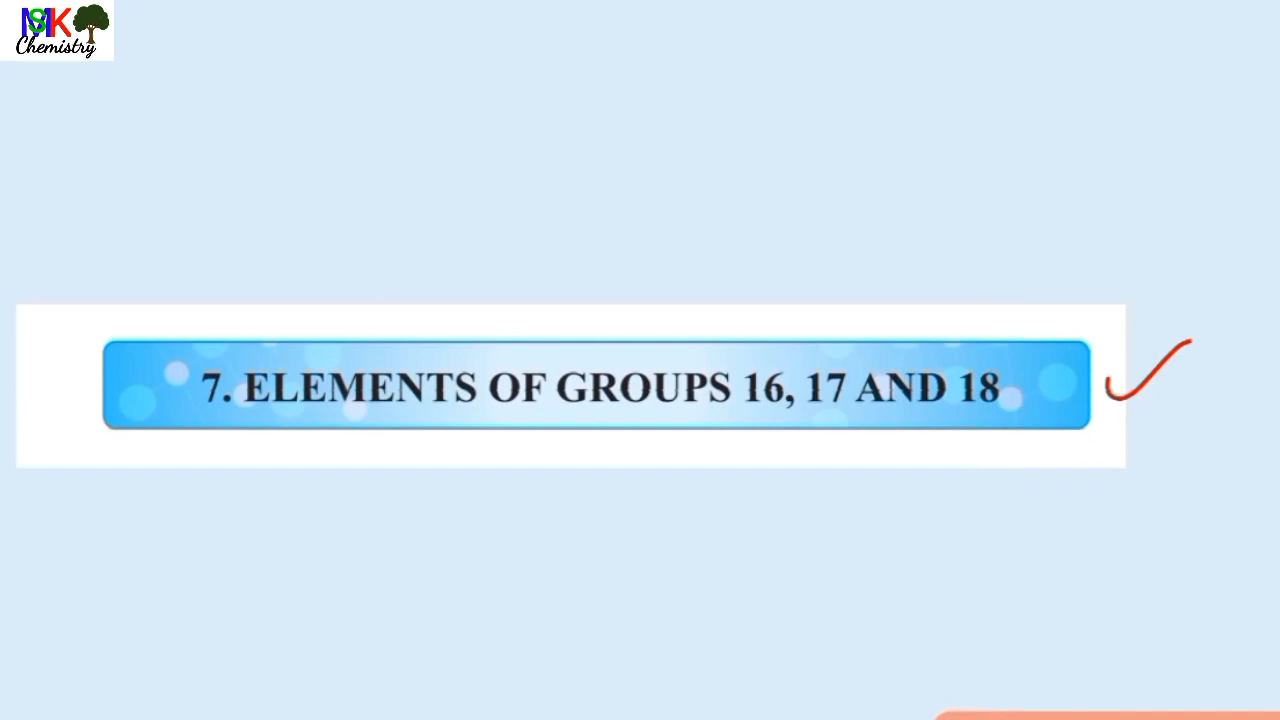 MSK
Chemistry
7. ELEMENTS OF GROUPS 16, 17 AND 18